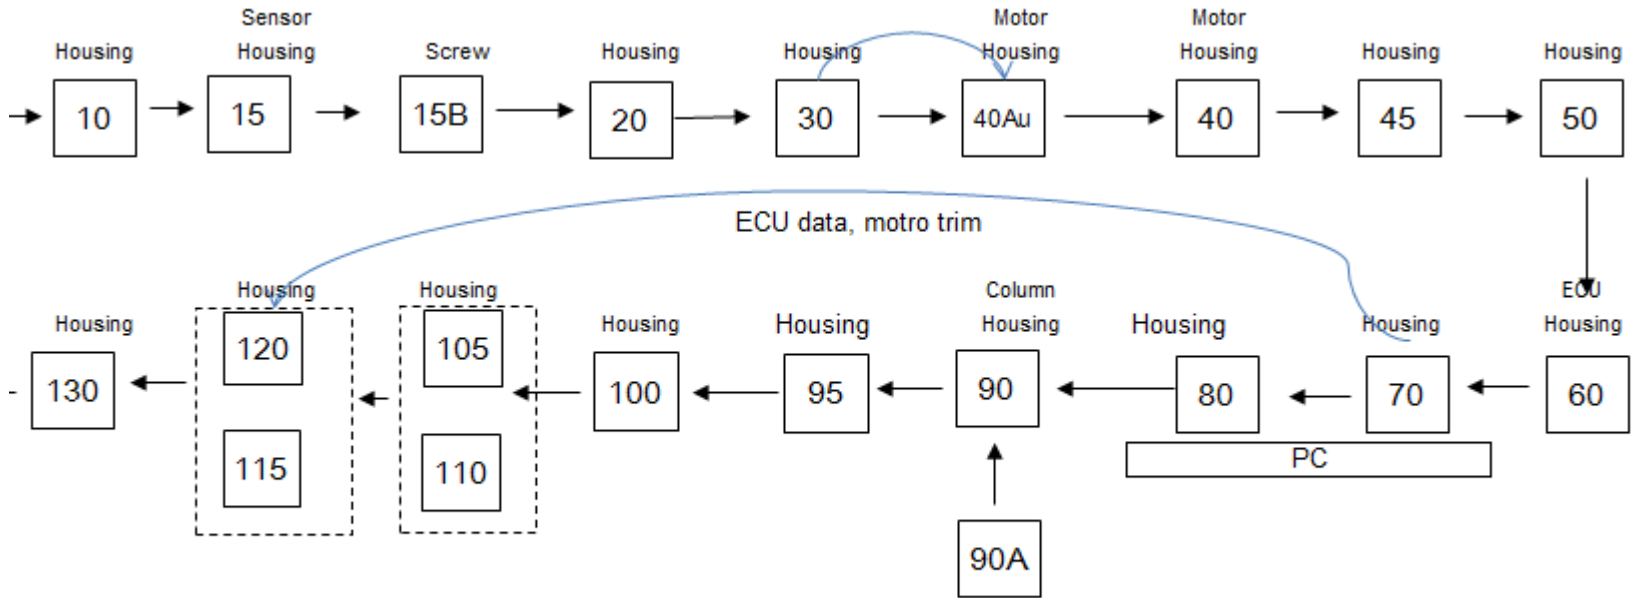 Sensor
Motor
Motor
Housing
Housing
Screw
Housing
Housing
Housing
Housing
Housing
Housing
10
15
15B
20
30
40Au
40
45
50
ECU data, motro trim
Housing
Housing
Column
ECU
Housing
Housing
Housing
Housing
Housing
Housing
Housing
120
105
130
100
95
90
80
70
60
115
110
PC
90A